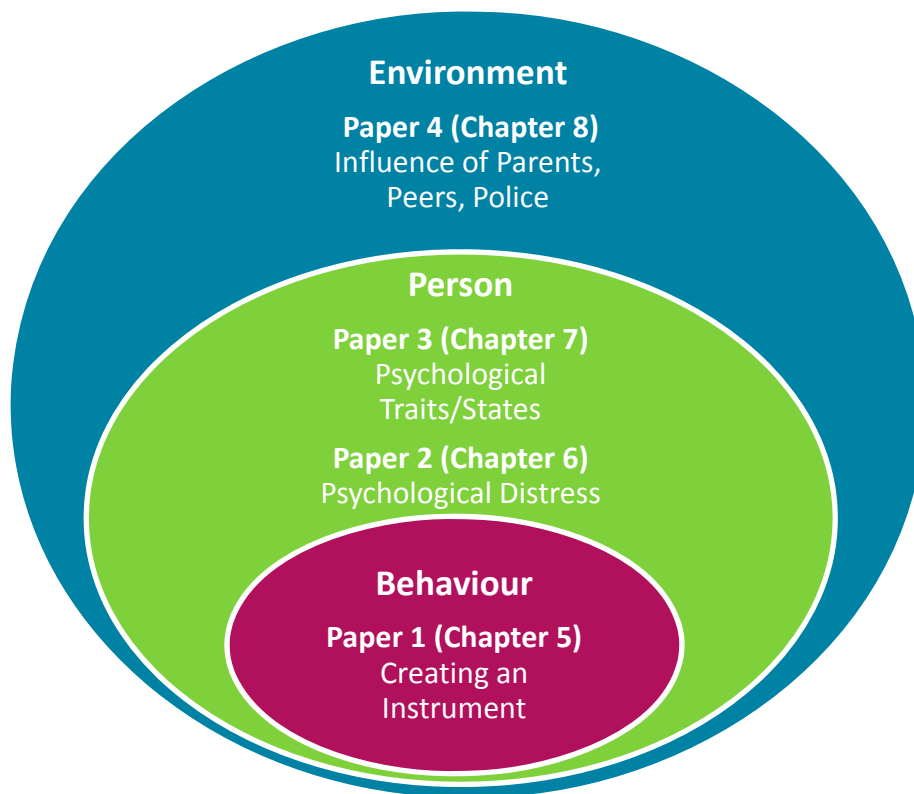 Environment
Paper 4 (Chapter 8)
Influence of Parents,
Peers, Police
Person
Paper 3 (Chapter 7)
Psychological
Traits/States
Paper 2 (Chapter 6)
Psychological Distress
Behaviour
Paper 1 (Chapter 5)
Creating an
Instrument